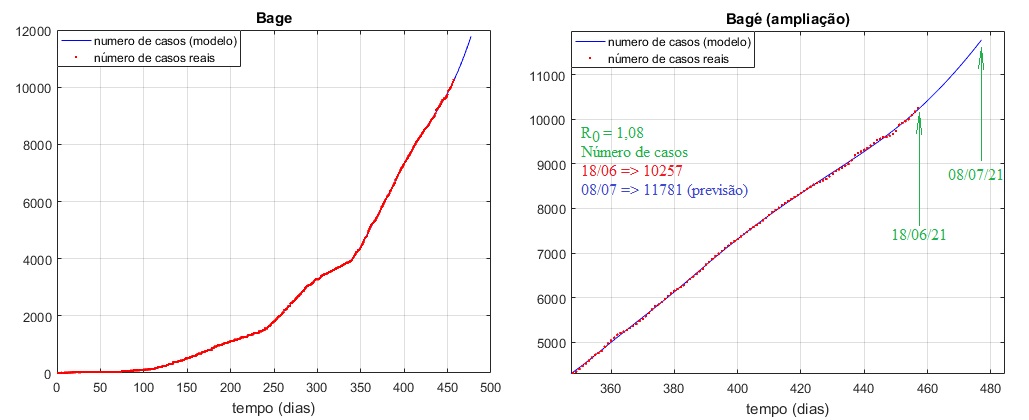 Bage
numero de casos (modelo)
número de casos reais
12000
10000
8000
6000
4000
2000
0
0 50 100 150 200 250 300 350 400 450 500
tempo (dias)
Bagé (ampliação)
numero de casos (modelo)
número de casos reais
11000
10000
9000
8000
7000
6000
5000
R0 = 1,08
Número de casos
18/06 => 10257
08/07 => 11781 (previsão)
08/07/21
18/06/21
360 380 400 420 440 460 480
tempo (dias)